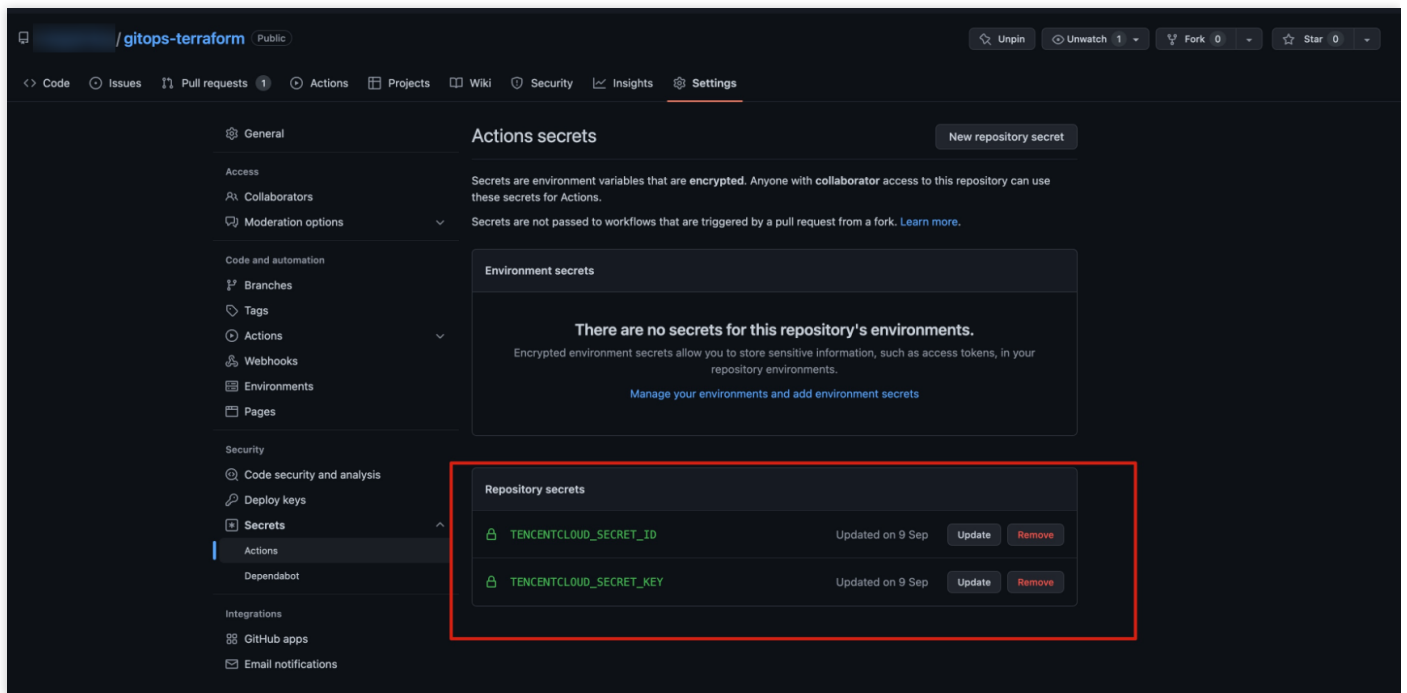 / gitops-terraform Public
Unpin Unwatch 1 Fork 0 Star 0
Code Issues Pull requests 1 Actions Projects Wiki Security Insights Settings
General
Access
Collaborators
Moderation options
Code and automation
Branches
Tags
Actions
Webhooks
Environments
Pages
Security
Code security and analysis
Deploy keys
Secrets
Actions
Dependabot
Integrations
GitHub apps
Email notifications
Actions secrets
New repository secret
Secrets are environment variables that are encrypted. Anyone with collaborator access to this repository can use
these secrets for Actions.
Secrets are not passed to workflows that are triggered by a pull request from a fork. Learn more.
Environment secrets
There are no secrets for this repository's environments.
Encrypted environment secrets allow you to store sensitive information, such as access tokens, in your
repository environments.
Manage your environments and add environment secrets
Repository secrets
TENCENTCLOUD_SECRET_ID Updated on 9 Sep Update Remove
TENCENTCLOUD_SECRET_KEY Updated on 9 Sep Update Remove